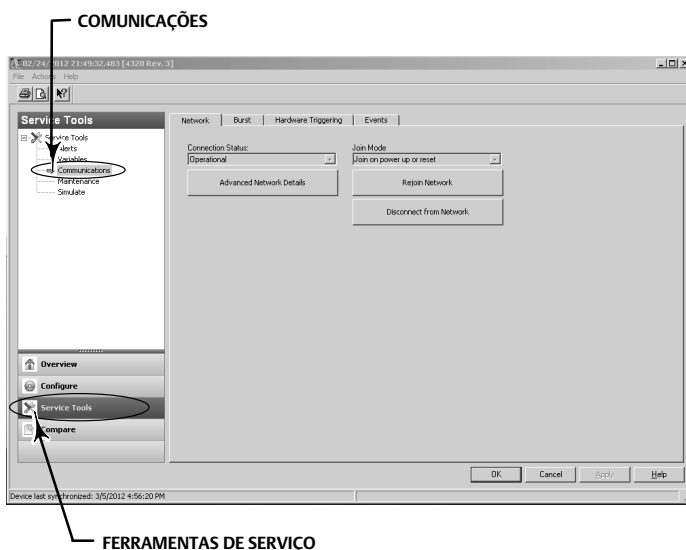 COMUNICAÇÕES
02/24/2012 21:49:32.483 [4320 Rev. 3]
File Actions Help
Service Tools
Service Tools
Alerts
Variables
Communications
Maintenance
Simulate
Overview
Configure
Service Tools
Compare
Network Burst Hardware Triggering Events
Connection Status: Join Mode
Operational Join on power up or reset
Advanced Network Details Rejoin Network
Disconnect from Network
OK Cancel Apply Help
Device last synchronized: 3/5/2012 4:56:20 PM
FERRAMENTAS DE SERVIÇO